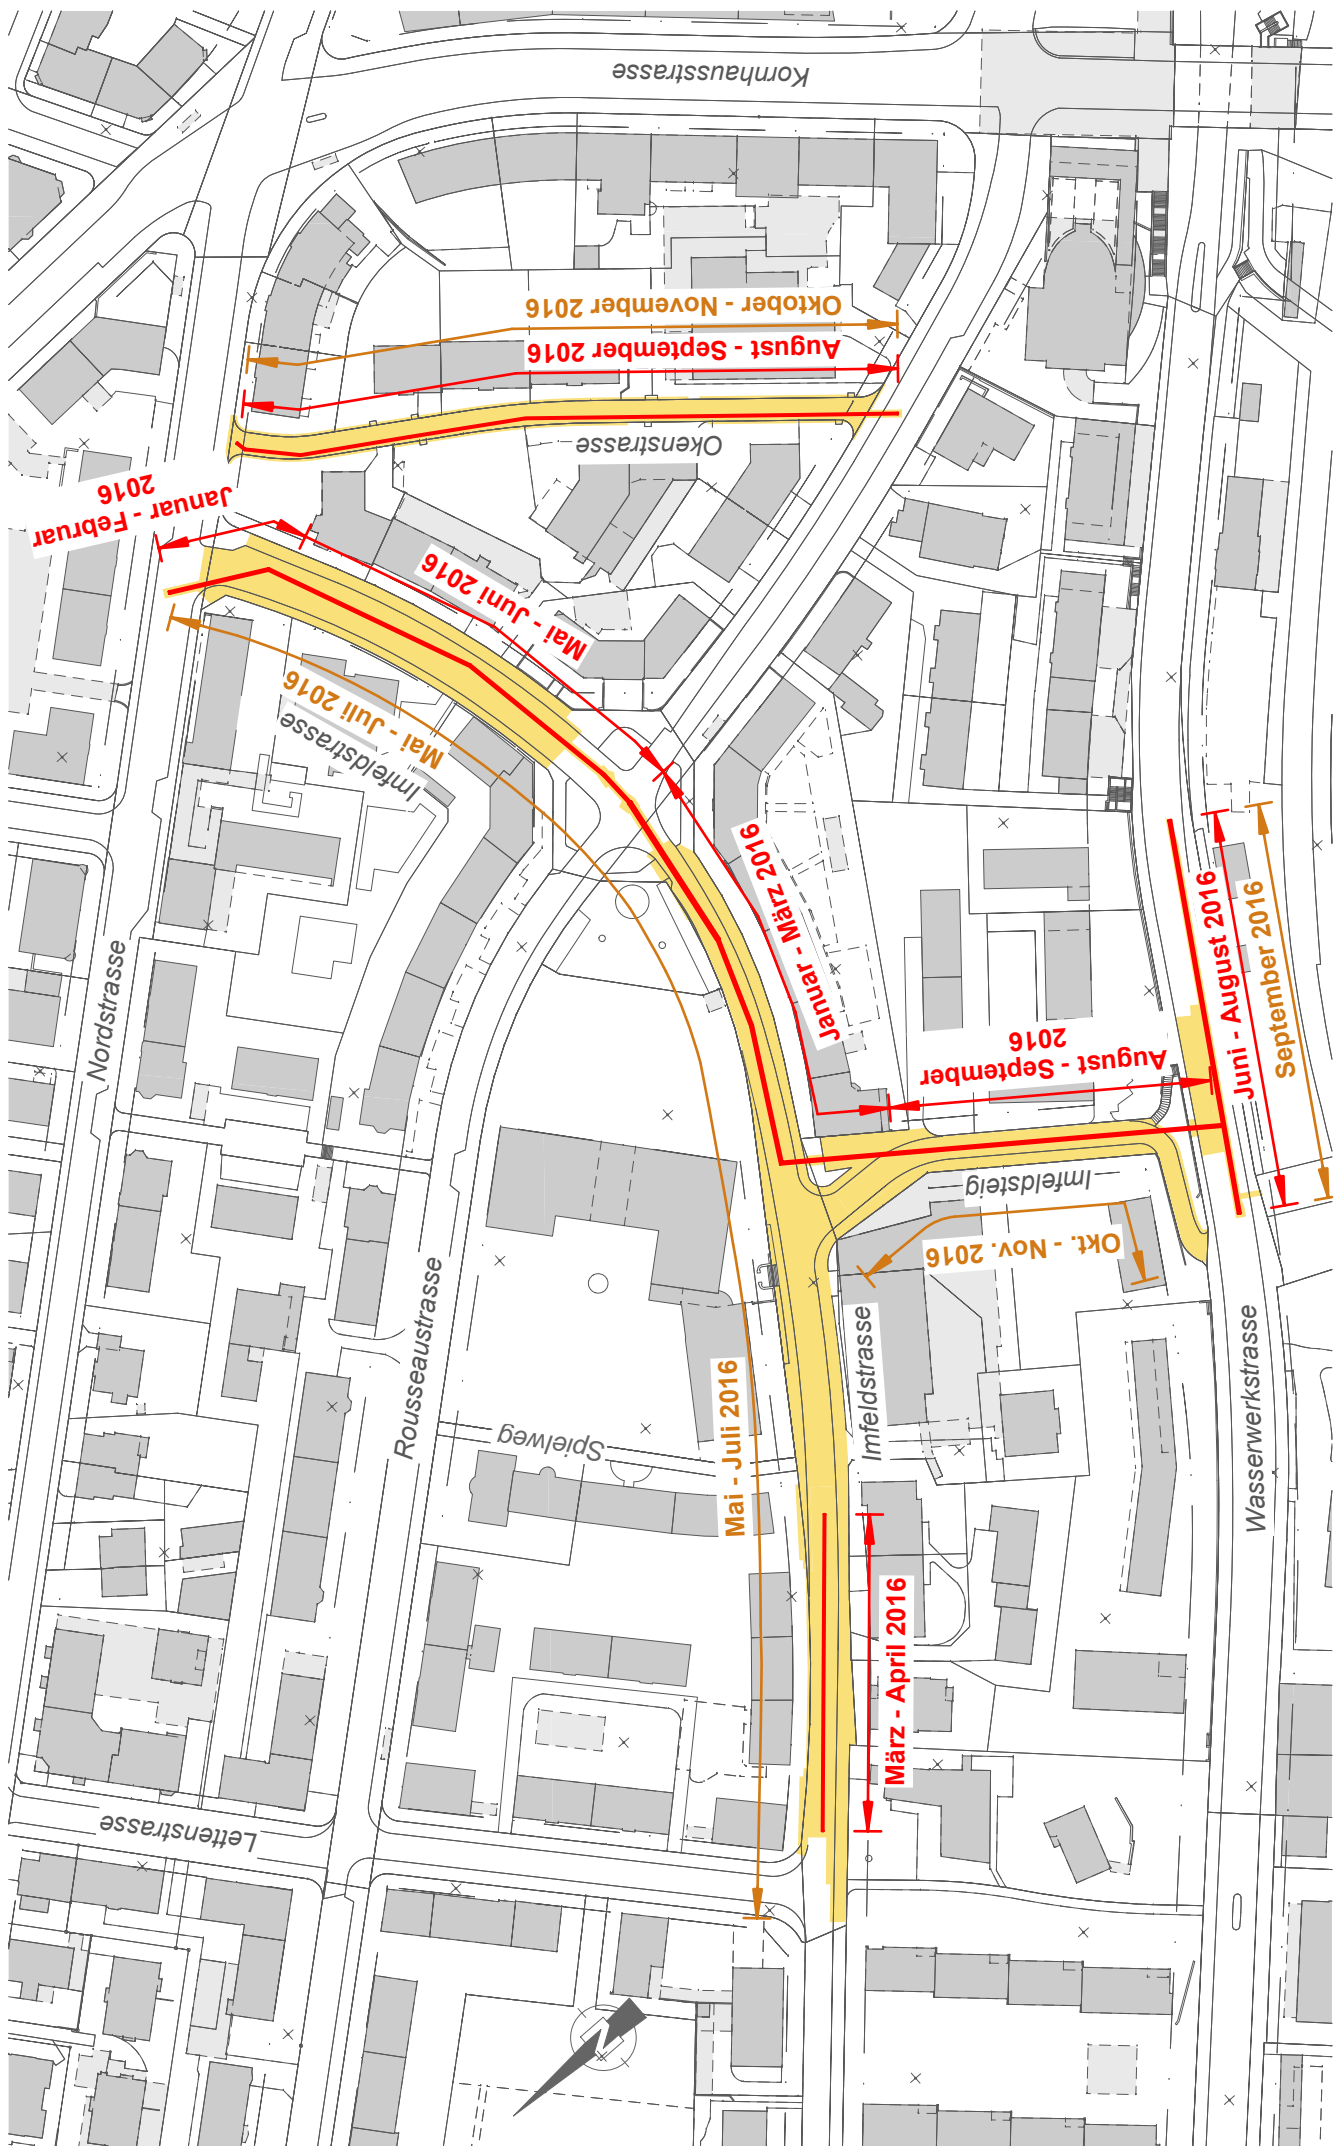 Kornhausstrasse
Oktober - November 2016
August - September 2016
Okenstrasse
Januar - Februar
2016
Mai - Juni 2016
Mai - Juli 2016
Imfeldstrasse
Januar - März 2016
Nordstrasse
Juni - August 2016
September 2016
August - September
2016
Imfeldsteig
Okt. - Nov. 2016
Rousseaustrasse
Imfeldstrasse
Mai - Juli 2016
Spielweg
Wasserwerkstrasse
März - April 2016
Lettenstrasse